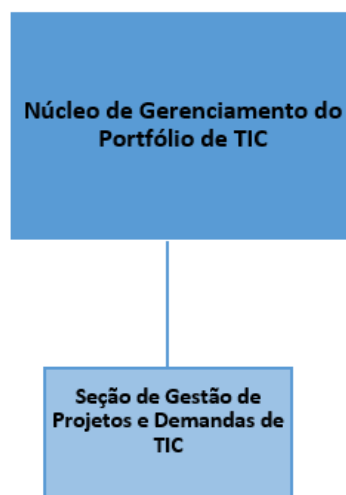 Núcleo de Gerenciamento do
Portfólio de TIC
Seção de Gestão de
Projetos e Demandas de
TIC